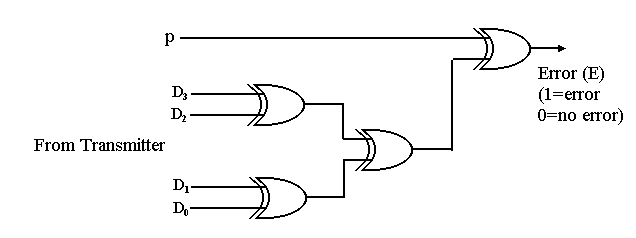 p
D₃
D₂
From Transmitter
D₁
D₀
Error (E)
(1=error
0=no error)